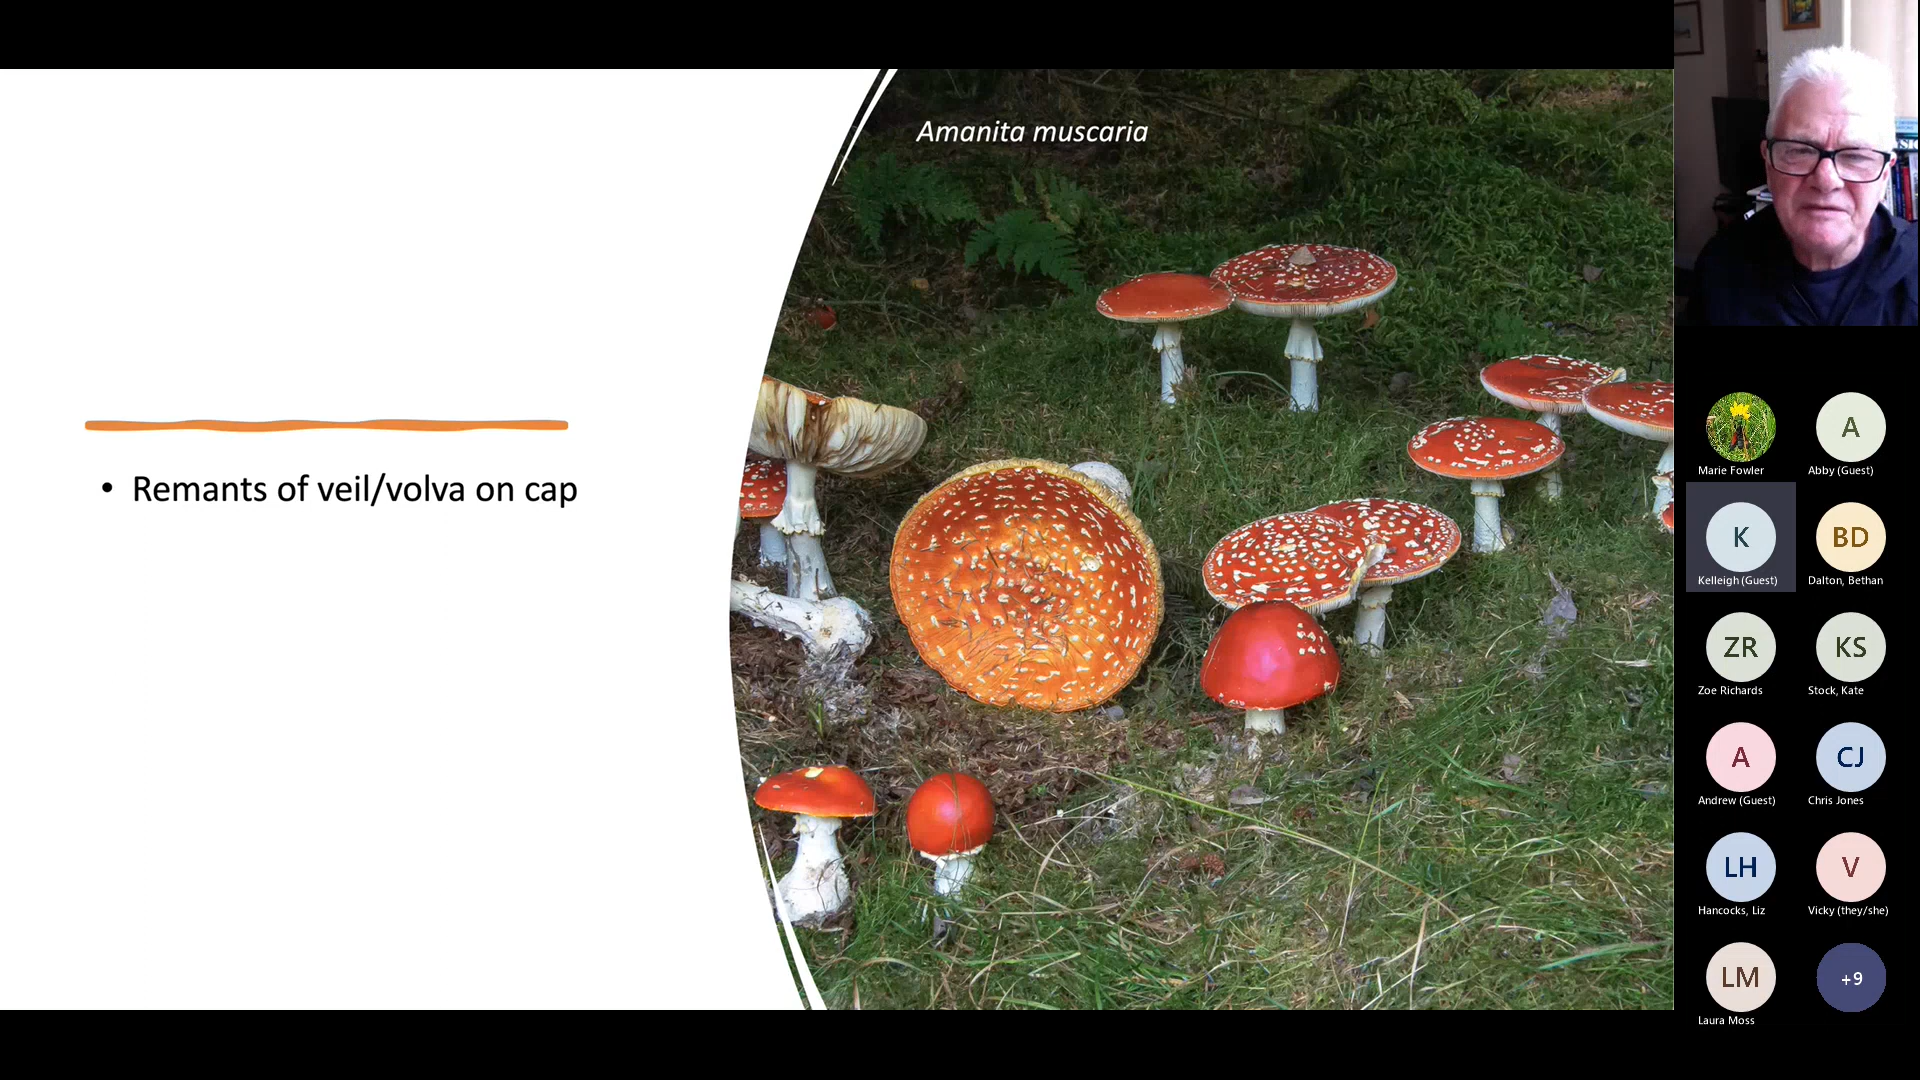 Amanita muscaria
• Remants of veil/volva on cap
Marie Fowler
A
Abby (Guest)
K
Kelleigh (Guest)
BD
Dalton, Bethan
ZR
Zoe Richards
KS
Stock, Kate
A
Andrew (Guest)
CJ
Chris Jones
LH
Hancocks, Liz
V
Vicky (they/she)
LM
Laura Moss
+9